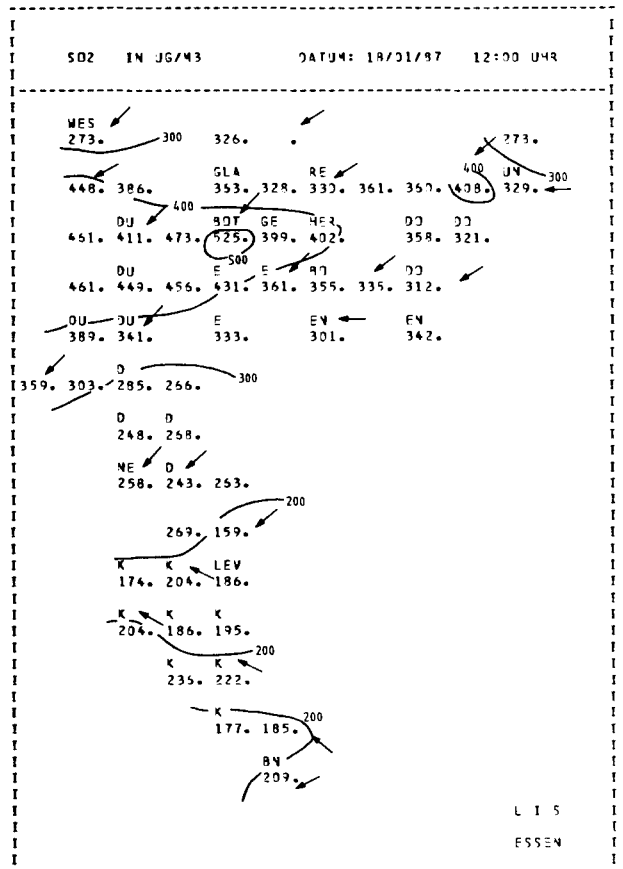 SO2 IN UG/M3 DATUM: 18/01/87 12:00 UHR
WES
273. 300 326. . 273.
GLA RE 400 UN 300
448. 386. 353. 328. 330. 361. 360. 408. 329.
400
DU BOT GE HER DO DO
461. 411. 473. 525. 399. 402. 358. 321.
500
DU E E BO DO
461. 449. 456. 431. 361. 355. 335. 312.
DU DU E EN EN
389. 341. 333. 301. 342.
D
359. 303. 285. 266. 300
D D
248. 268.
NE D
258. 243. 263.
200
269. 159.
K K LEV
174. 204. 186.
K K K
204. 186. 195.
200
K K
235. 222.
K 200
177. 185.
BN
209.
L I S
ESSEN